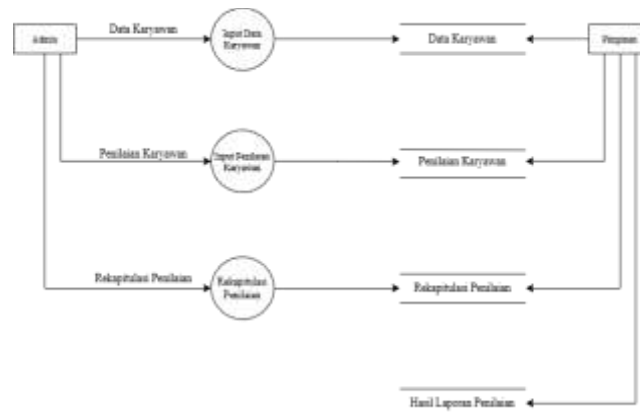 Data Karyawan
Admin
Input Data
Karyawan
Data Karyawan
Pimpinan
Penilaian Karyawan
Input Penilaian
Karyawan
Penilaian Karyawan
Rekapitulasi Penilaian
Rekapitulasi
Penilaian
Rekapitulasi Penilaian
Hasil Laporan Penilaian